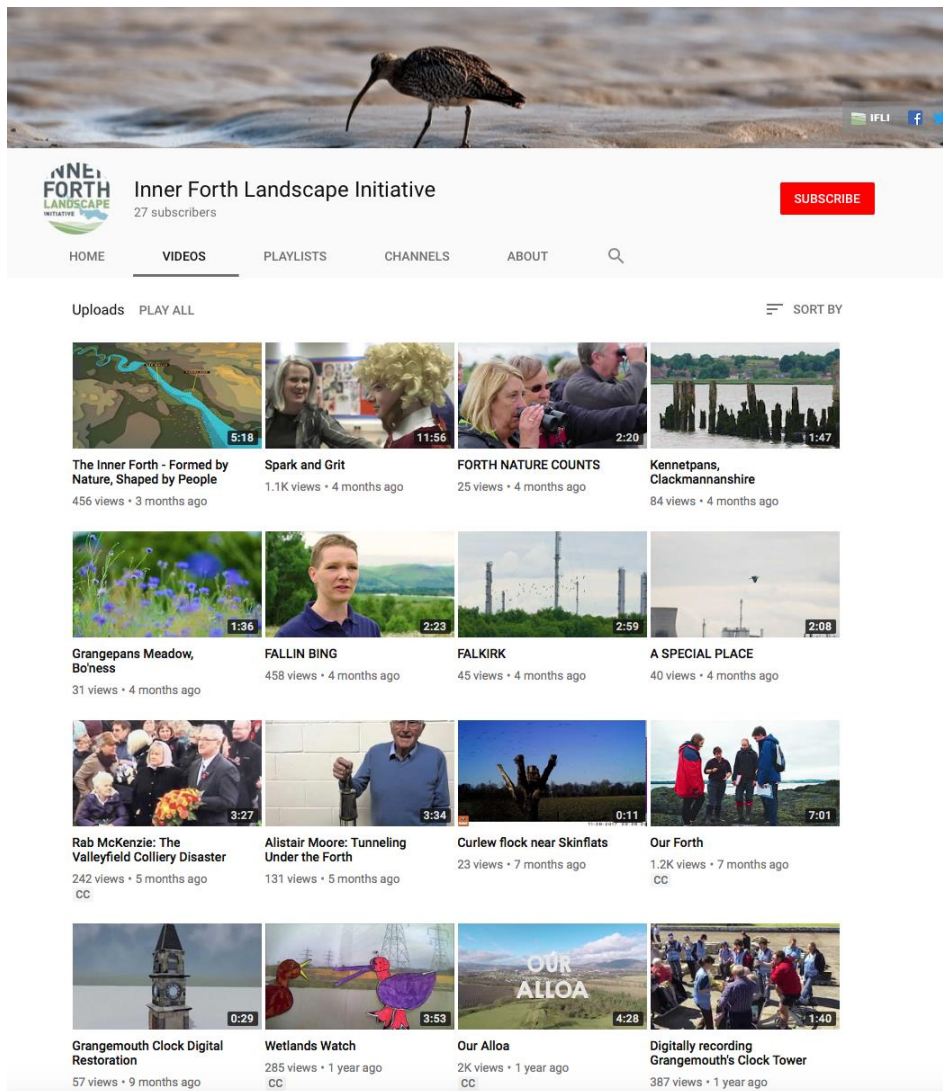 IFLI
INNER
FORTH
LANDSCAPE
INITIATIVE
Inner Forth Landscape Initiative
27 subscribers
SUBSCRIBE
HOME VIDEOS PLAYLISTS CHANNELS ABOUT
Uploads PLAY ALL SORT BY
5:18 11:56 2:20 1:47
The Inner Forth - Formed by
Nature, Shaped by People
456 views • 3 months ago
Spark and Grit
1.1K views • 4 months ago
FORTH NATURE COUNTS
25 views • 4 months ago
Kennetpans,
Clackmannanshire
84 views • 4 months ago
1:36 2:23 2:59 2:08
Grangepans Meadow,
Bo'ness
31 views • 4 months ago
FALLIN BING
458 views • 4 months ago
FALKIRK
45 views • 4 months ago
A SPECIAL PLACE
40 views • 4 months ago
3:27 3:34 0:11 7:01
Rab McKenzie: The
Valleyfield Colliery Disaster
242 views • 5 months ago
CC
Alistair Moore: Tunneling
Under the Forth
131 views • 5 months ago
Curlew flock near Skinflats
23 views • 7 months ago
Our Forth
1.2K views • 7 months ago
CC
OUR
ALLOA
0:29 3:53 4:28 1:40
Grangemouth Clock Digital
Restoration
57 views • 9 months ago
Wetlands Watch
285 views • 1 year ago
CC
Our Alloa
2K views • 1 year ago
CC
Digitally recording
Grangemouth's Clock Tower
387 views • 1 year ago